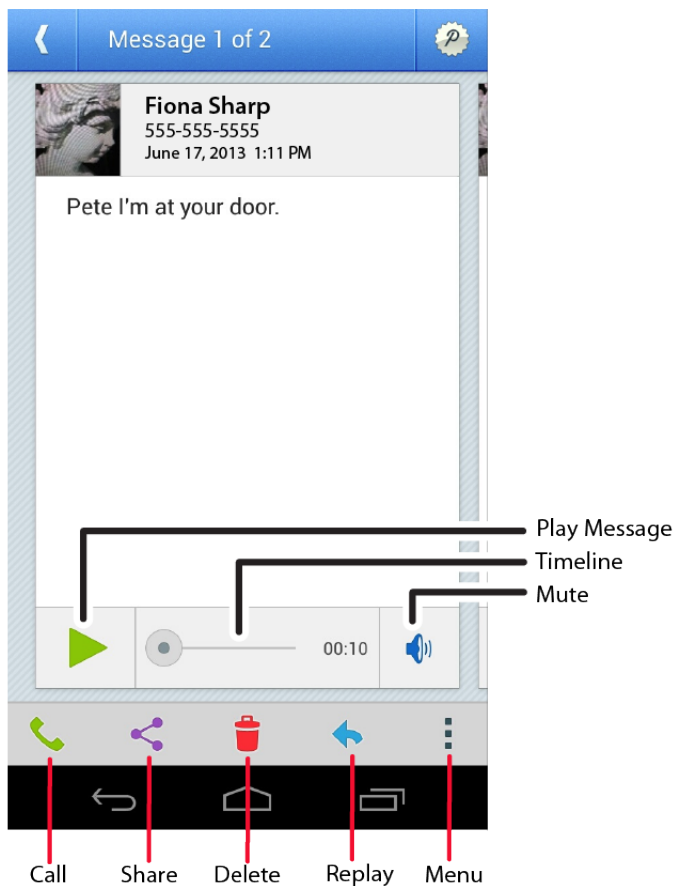 Message 1 of 2
P
Fiona Sharp
555-555-5555
June 17, 2013 1:11 PM
Pete I'm at your door.
Play Message
Timeline
Mute
00:10
Call Share Delete Replay Menu